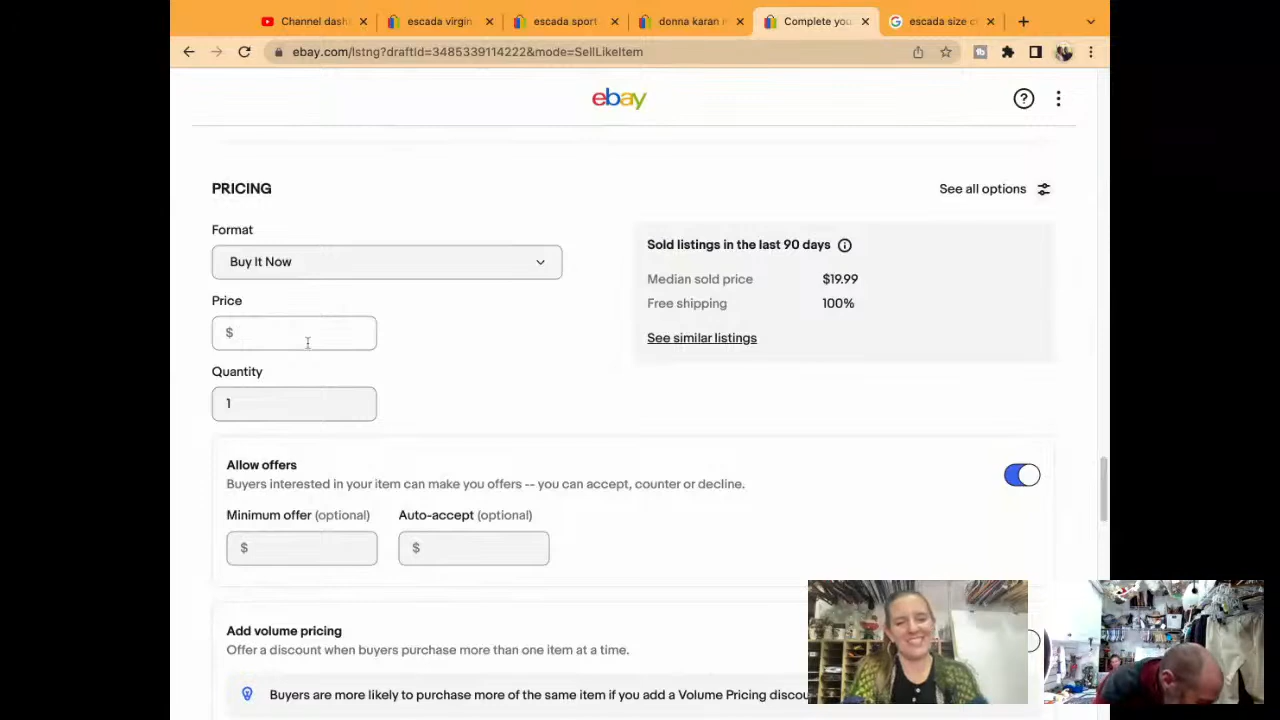 Channel dash
escada virgin
escada sport
donna karan
Complete you
escada size c
ebay.com/lstng?draftId=3485339114222&mode=SellLikeItem
ebay
PRICING
See all options
Format
Buy It Now
Sold listings in the last 90 days
Median sold price $19.99
Free shipping 100%
See similar listings
Price
$
Quantity
1
Allow offers
Buyers interested in your item can make you offers -- you can accept, counter or decline.
Minimum offer (optional) Auto-accept (optional)
$ $
Add volume pricing
Offer a discount when buyers purchase more than one item at a time.
Buyers are more likely to purchase more of the same item if you add a Volume Pricing discou